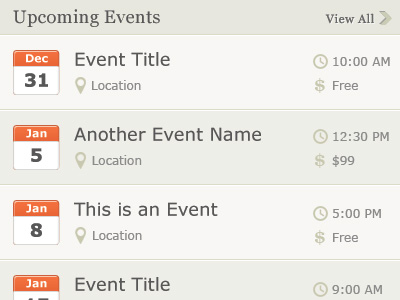 Upcoming Events View All
Dec
31
Event Title
Location
10:00 AM
Free
Jan
5
Another Event Name
Location
12:30 PM
$99
Jan
8
This is an Event
Location
5:00 PM
Free
Jan
Event Title
9:00 AM